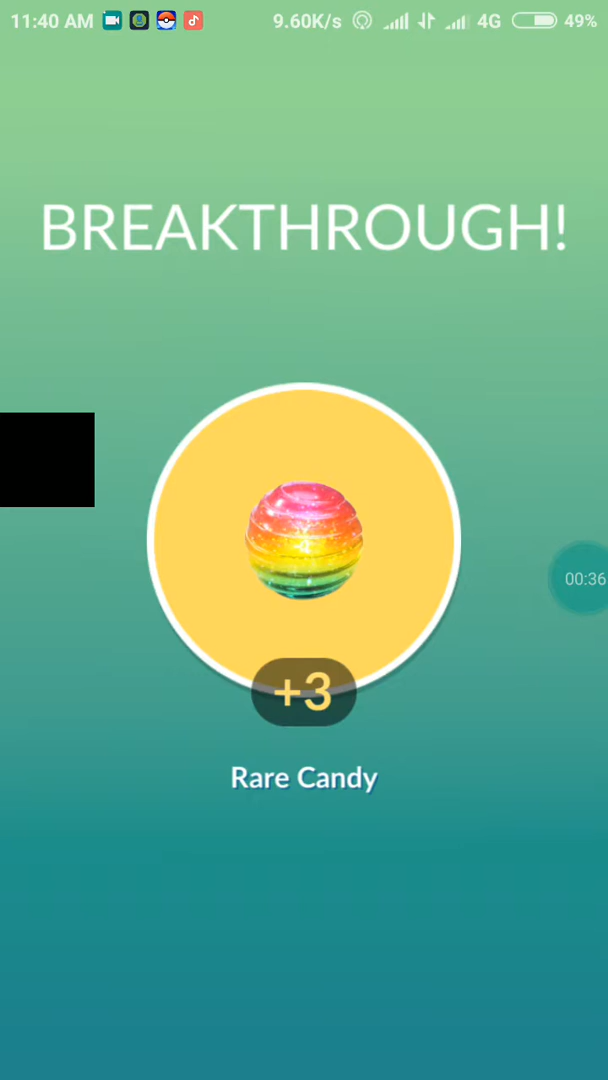 11:40 AM 9.60K/s 4G 49%
BREAKTHROUGH!
00:36
+3
Rare Candy